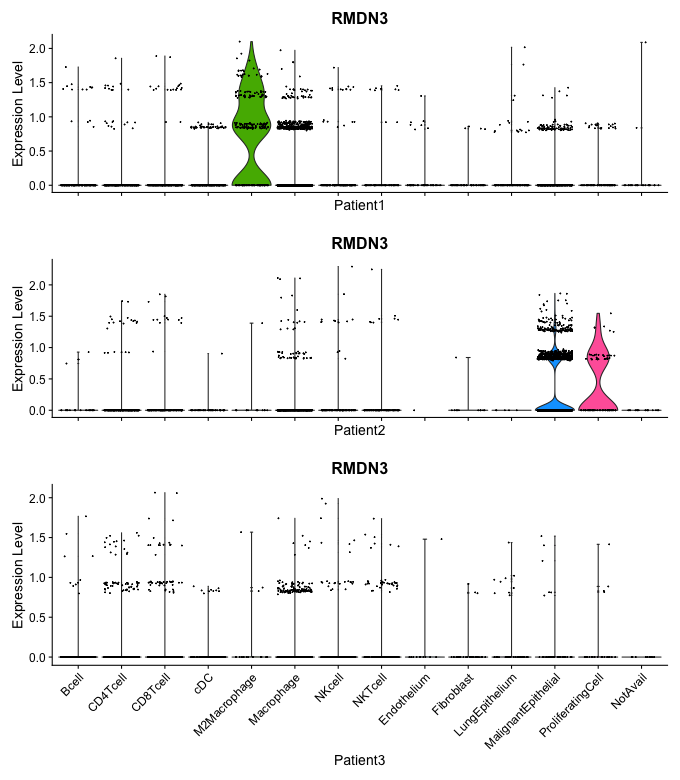 RMDN3
Expression Level
2.0
1.5
1.0
0.5
0.0
Patient1
RMDN3
Expression Level
2.0
1.5
1.0
0.5
0.0
Patient2
RMDN3
Expression Level
2.0
1.5
1.0
0.5
0.0
Bcell
CD4Tcell
CD8Tcell
cDC
M2Macrophage
Macrophage
NKcell
NKTcell
Endothelium
Fibroblast
LungEpithelium
MalignantEpithelial
ProliferatingCell
NotAvail
Patient3